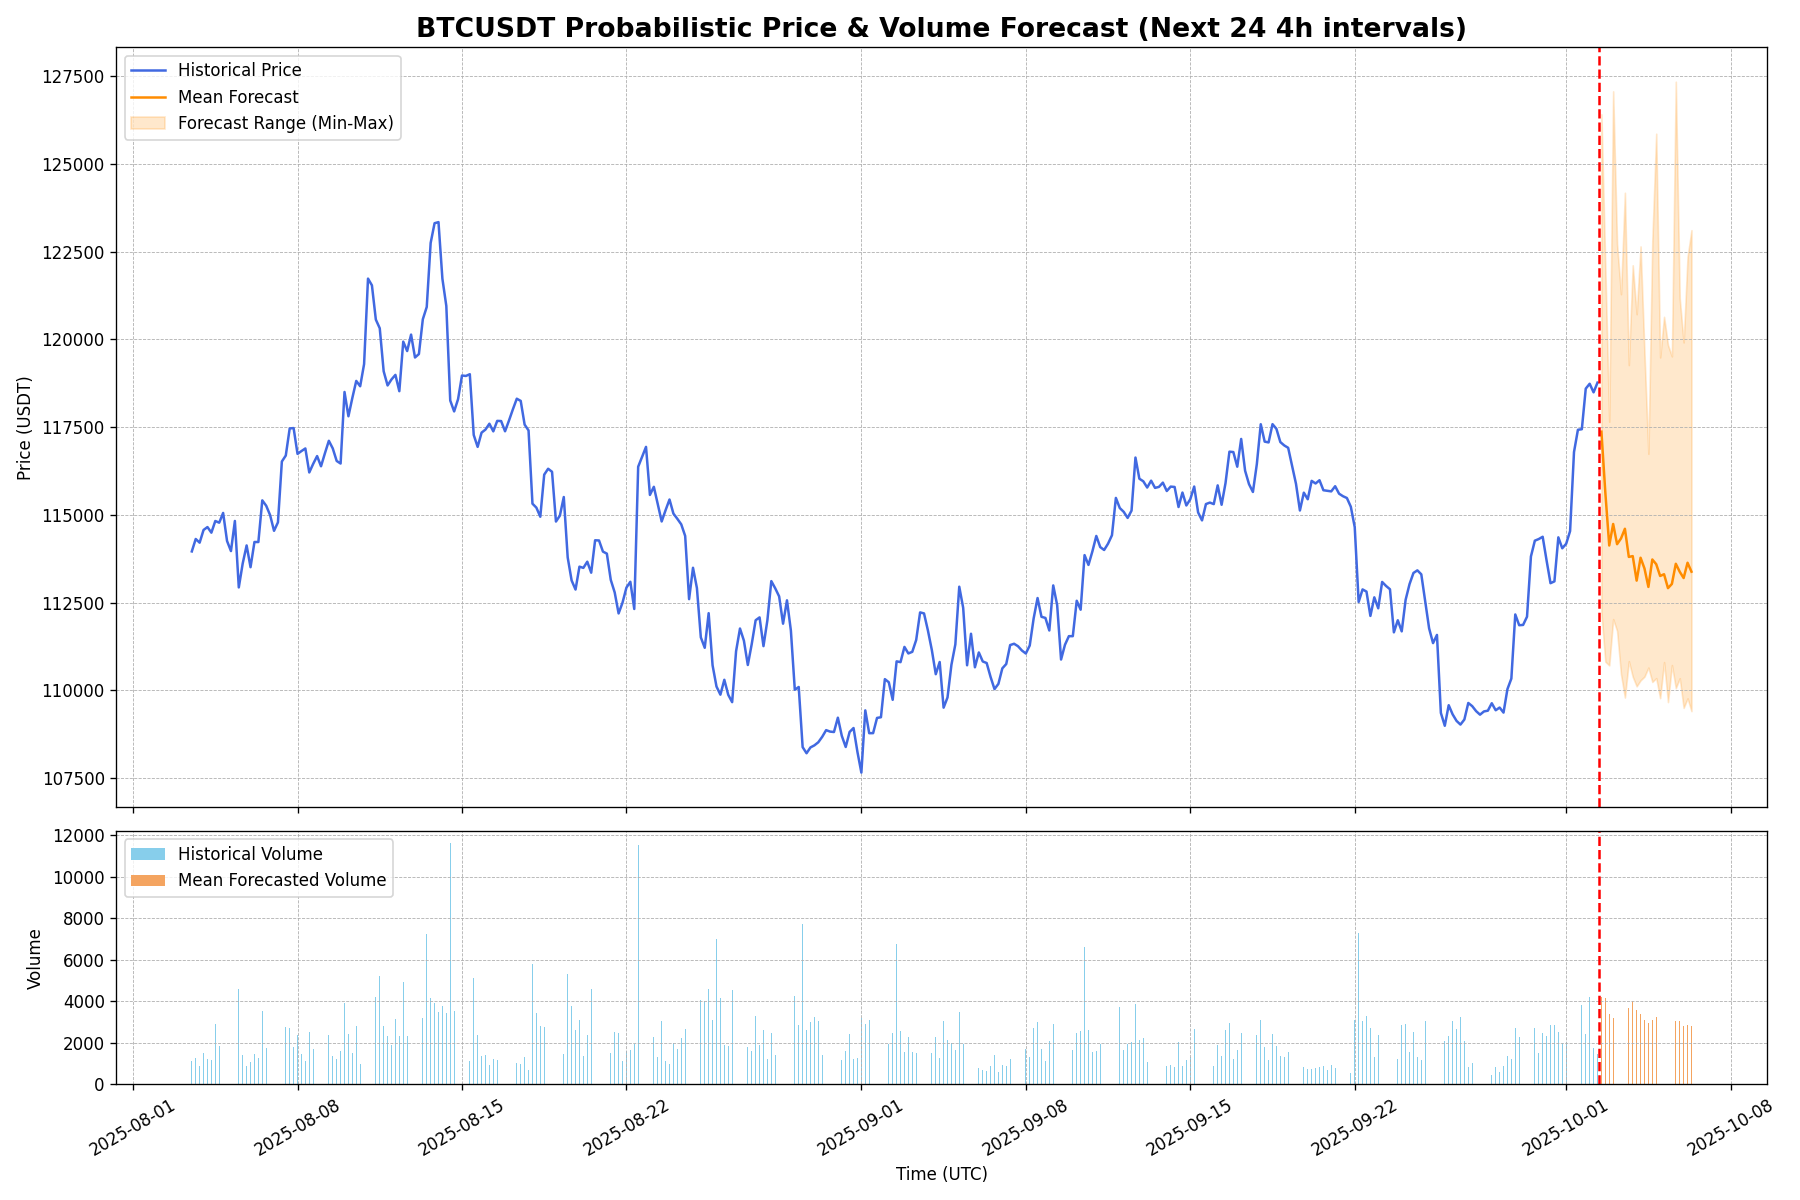 BTCUSDT Probabilistic Price & Volume Forecast (Next 24 4h intervals)
Historical Price
Mean Forecast
Forecast Range (Min-Max)
Price (USDT)
127500
125000
122500
120000
117500
115000
112500
110000
107500
Historical Volume
Mean Forecasted Volume
Volume
12000
10000
8000
6000
4000
2000
0
2025-08-01
2025-08-08
2025-08-15
2025-08-22
2025-09-01
2025-09-08
2025-09-15
2025-09-22
2025-10-01
2025-10-08
Time (UTC)